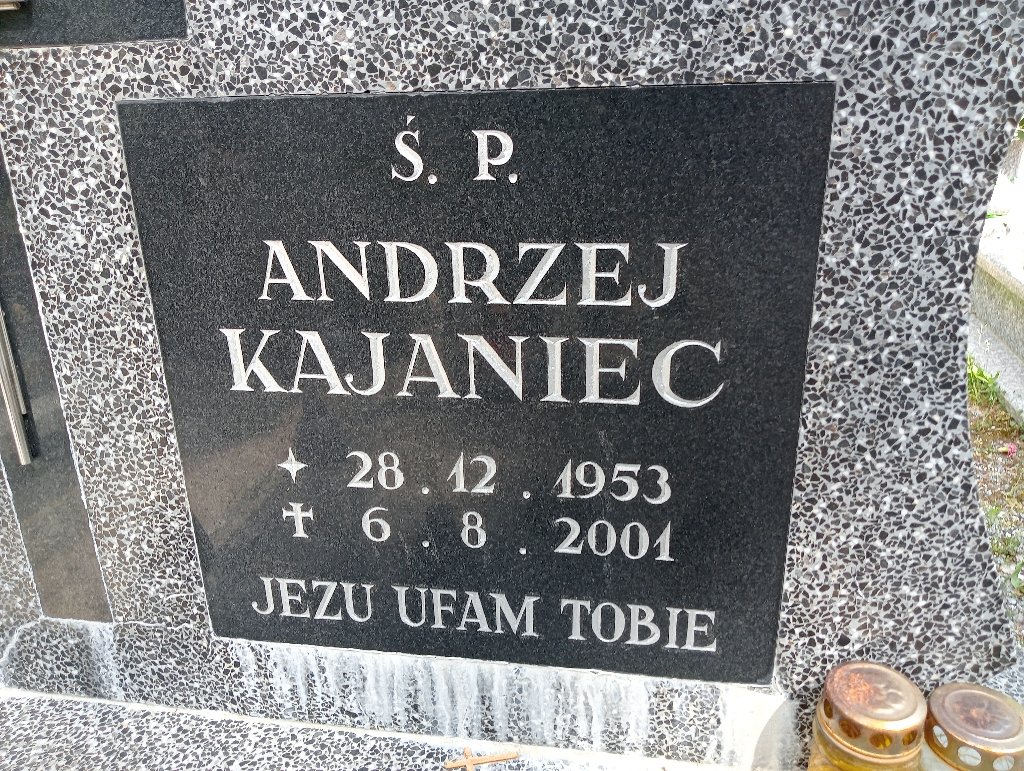 Ś. P.
ANDRZEJ
KAJANIEC
28. 12. 1953
6. 8. 2001
JEZU UFAM TOBIE